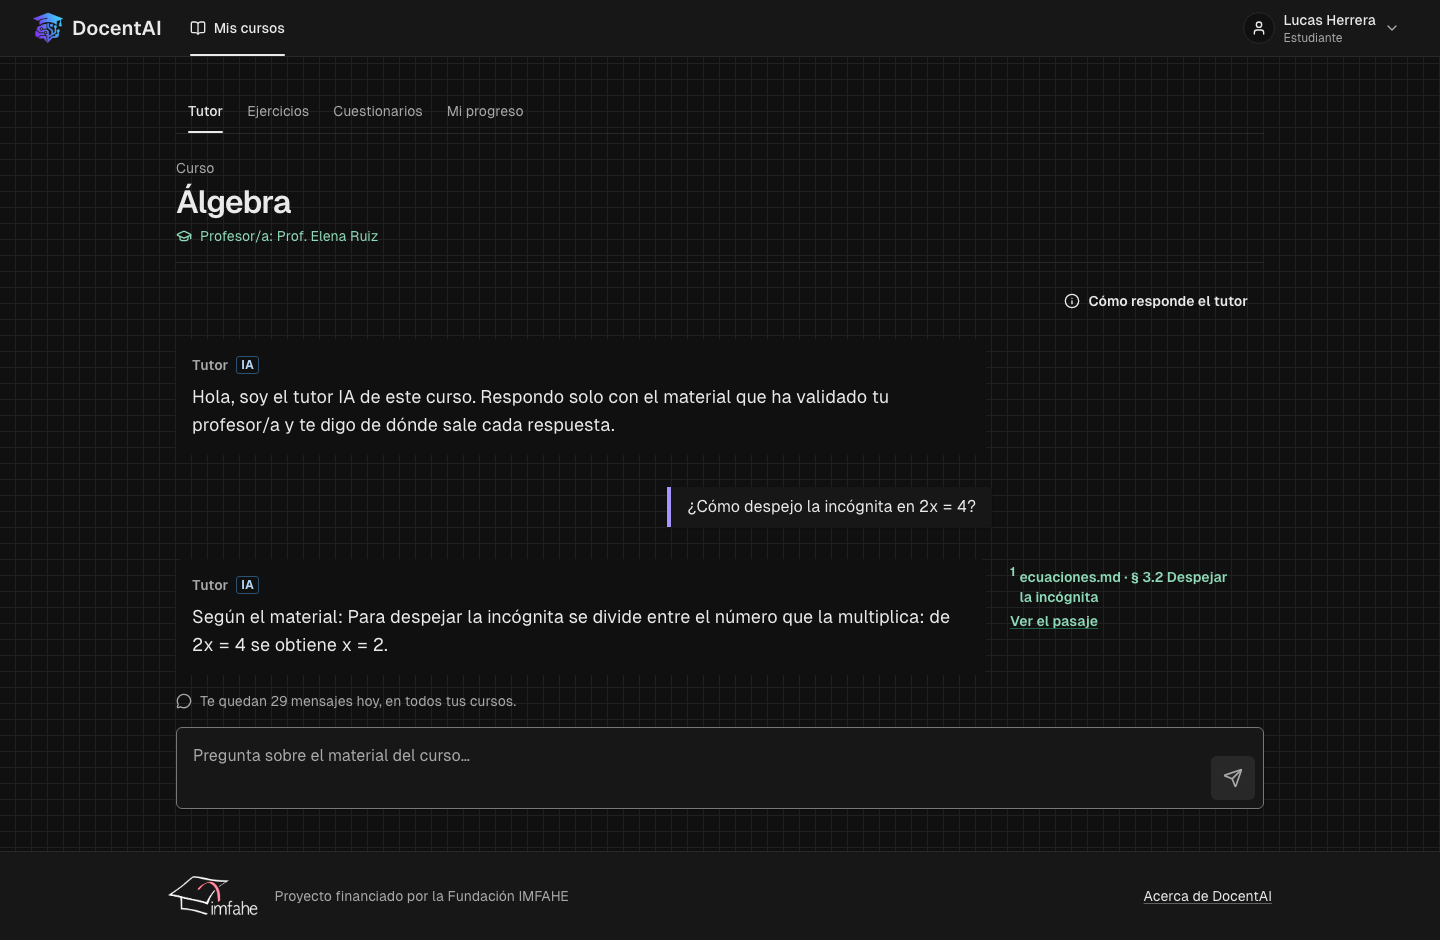 DocentAI
Mis cursos
Lucas Herrera
Estudiante
Tutor
Ejercicios
Cuestionarios
Mi progreso
Curso
Álgebra
Profesor/a: Prof. Elena Ruiz
Cómo responde el tutor
Tutor IA
Hola, soy el tutor IA de este curso. Respondo solo con el material que ha validado tu
profesor/a y te digo de dónde sale cada respuesta.
¿Cómo despejo la incógnita en 2x = 4?
Tutor IA
Según el material: Para despejar la incógnita se divide entre el número que la multiplica: de
2x = 4 se obtiene x = 2.
1 ecuaciones.md · § 3.2 Despejar
la incógnita
Ver el pasaje
Te quedan 29 mensajes hoy, en todos tus cursos.
Pregunta sobre el material del curso...
imfahe
Proyecto financiado por la Fundación IMFAHE
Acerca de DocentAI